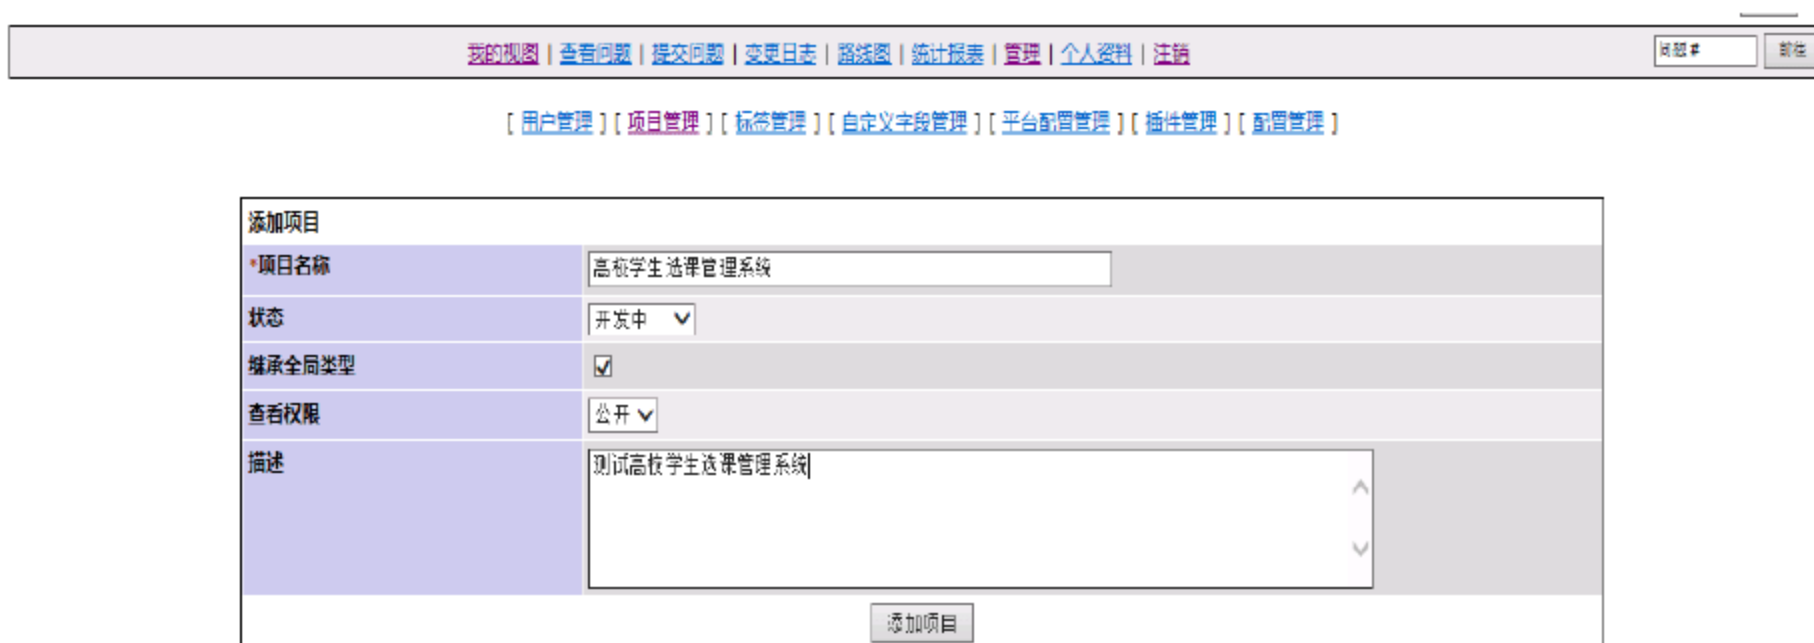 我的视图 | 查看问题 | 提交问题 | 变更日志 | 路线图 | 统计报表 | 管理 | 个人资料 | 注销 问题# 前往
[ 用户管理 ] [ 项目管理 ] [ 标签管理 ] [ 自定义字段管理 ] [ 平台配置管理 ] [ 插件管理 ] [ 配置管理 ]
添加项目
*项目名称 高校学生选课管理系统
状态 开发中
继承全局类型
查看权限 公开
描述 测试高校学生选课管理系统
添加项目